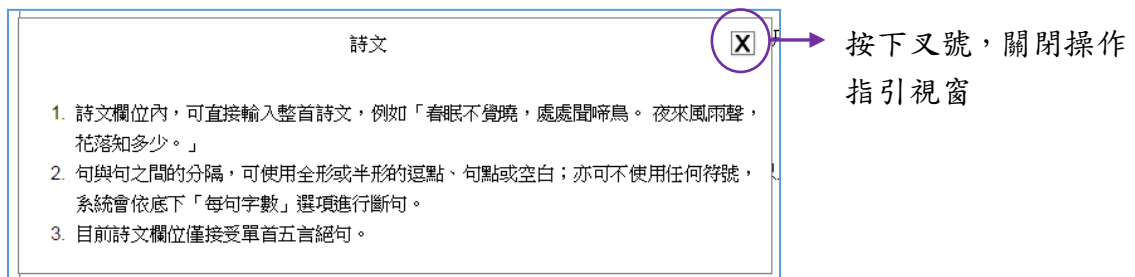 詩文
X
按下叉號,關閉操作
指引視窗
1. 詩文欄位內,可直接輸入整首詩文,例如「春眠不覺曉,處處聞啼鳥。 夜來風雨聲,
花落知多少。」
2. 句與句之間的分隔,可使用全形或半形的逗點、句點或空白;亦可不使用任何符號,
系統會依底下「每句字數」選項進行斷句。
3. 目前詩文欄位僅接受單首五言絕句。